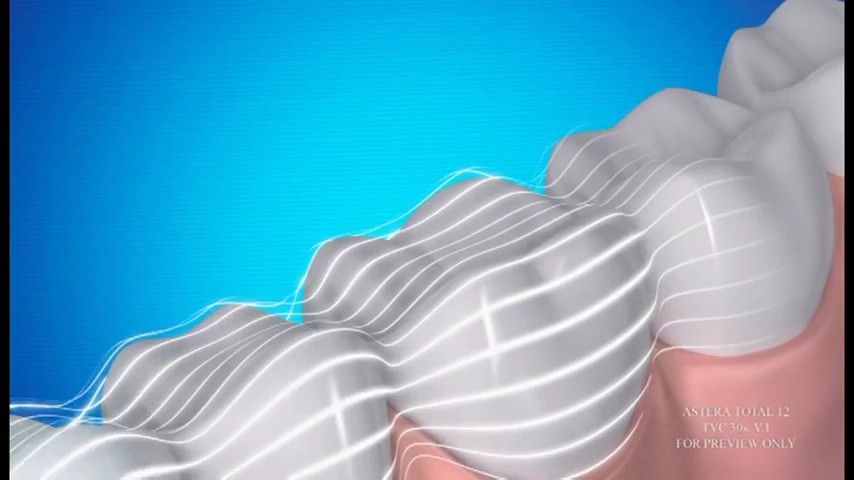 ASTERA TOTAL 12
TVC 30s. V.1
FOR PREVIEW ONLY